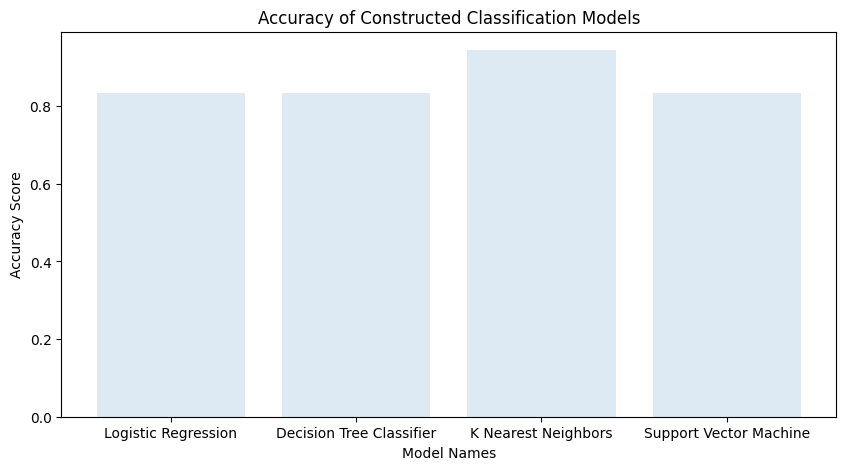 Accuracy of Constructed Classification Models
Accuracy Score
0.8
0.6
0.4
0.2
0.0
Logistic Regression
Decision Tree Classifier
K Nearest Neighbors
Support Vector Machine
Model Names